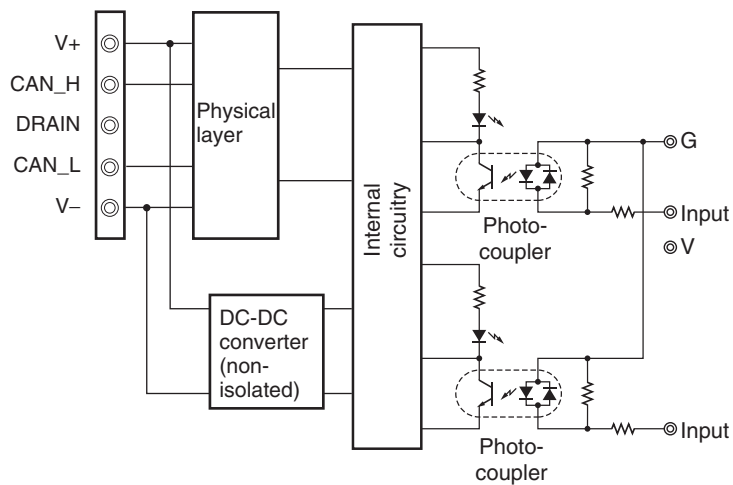 V+
CAN_H
DRAIN
CAN_L
V–
Physical
layer
DC-DC
converter
(non-
isolated)
Internal
circuitry
Photo-
coupler
Photo-
coupler
G
Input
V
Input